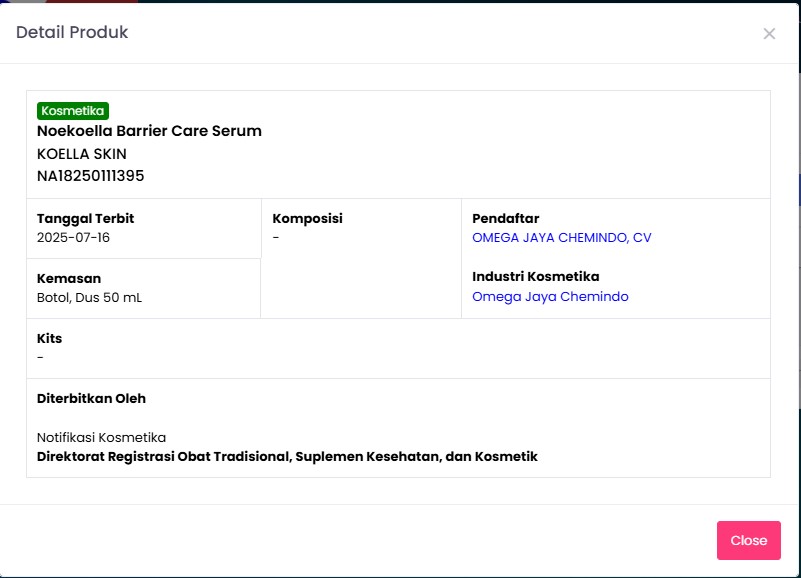 Detail Produk
×
Kosmetika
Noekoella Barrier Care Serum
KOELLA SKIN
NA18250111395
Tanggal Terbit
2025-07-16
Kemasan
Botol, Dus 50 mL
Komposisi
-
Pendaftar
OMEGA JAYA CHEMINDO, CV
Industri Kosmetika
Omega Jaya Chemindo
Kits
-
Diterbitkan Oleh
Notifikasi Kosmetika
Direktorat Registrasi Obat Tradisional, Suplemen Kesehatan, dan Kosmetik
Close